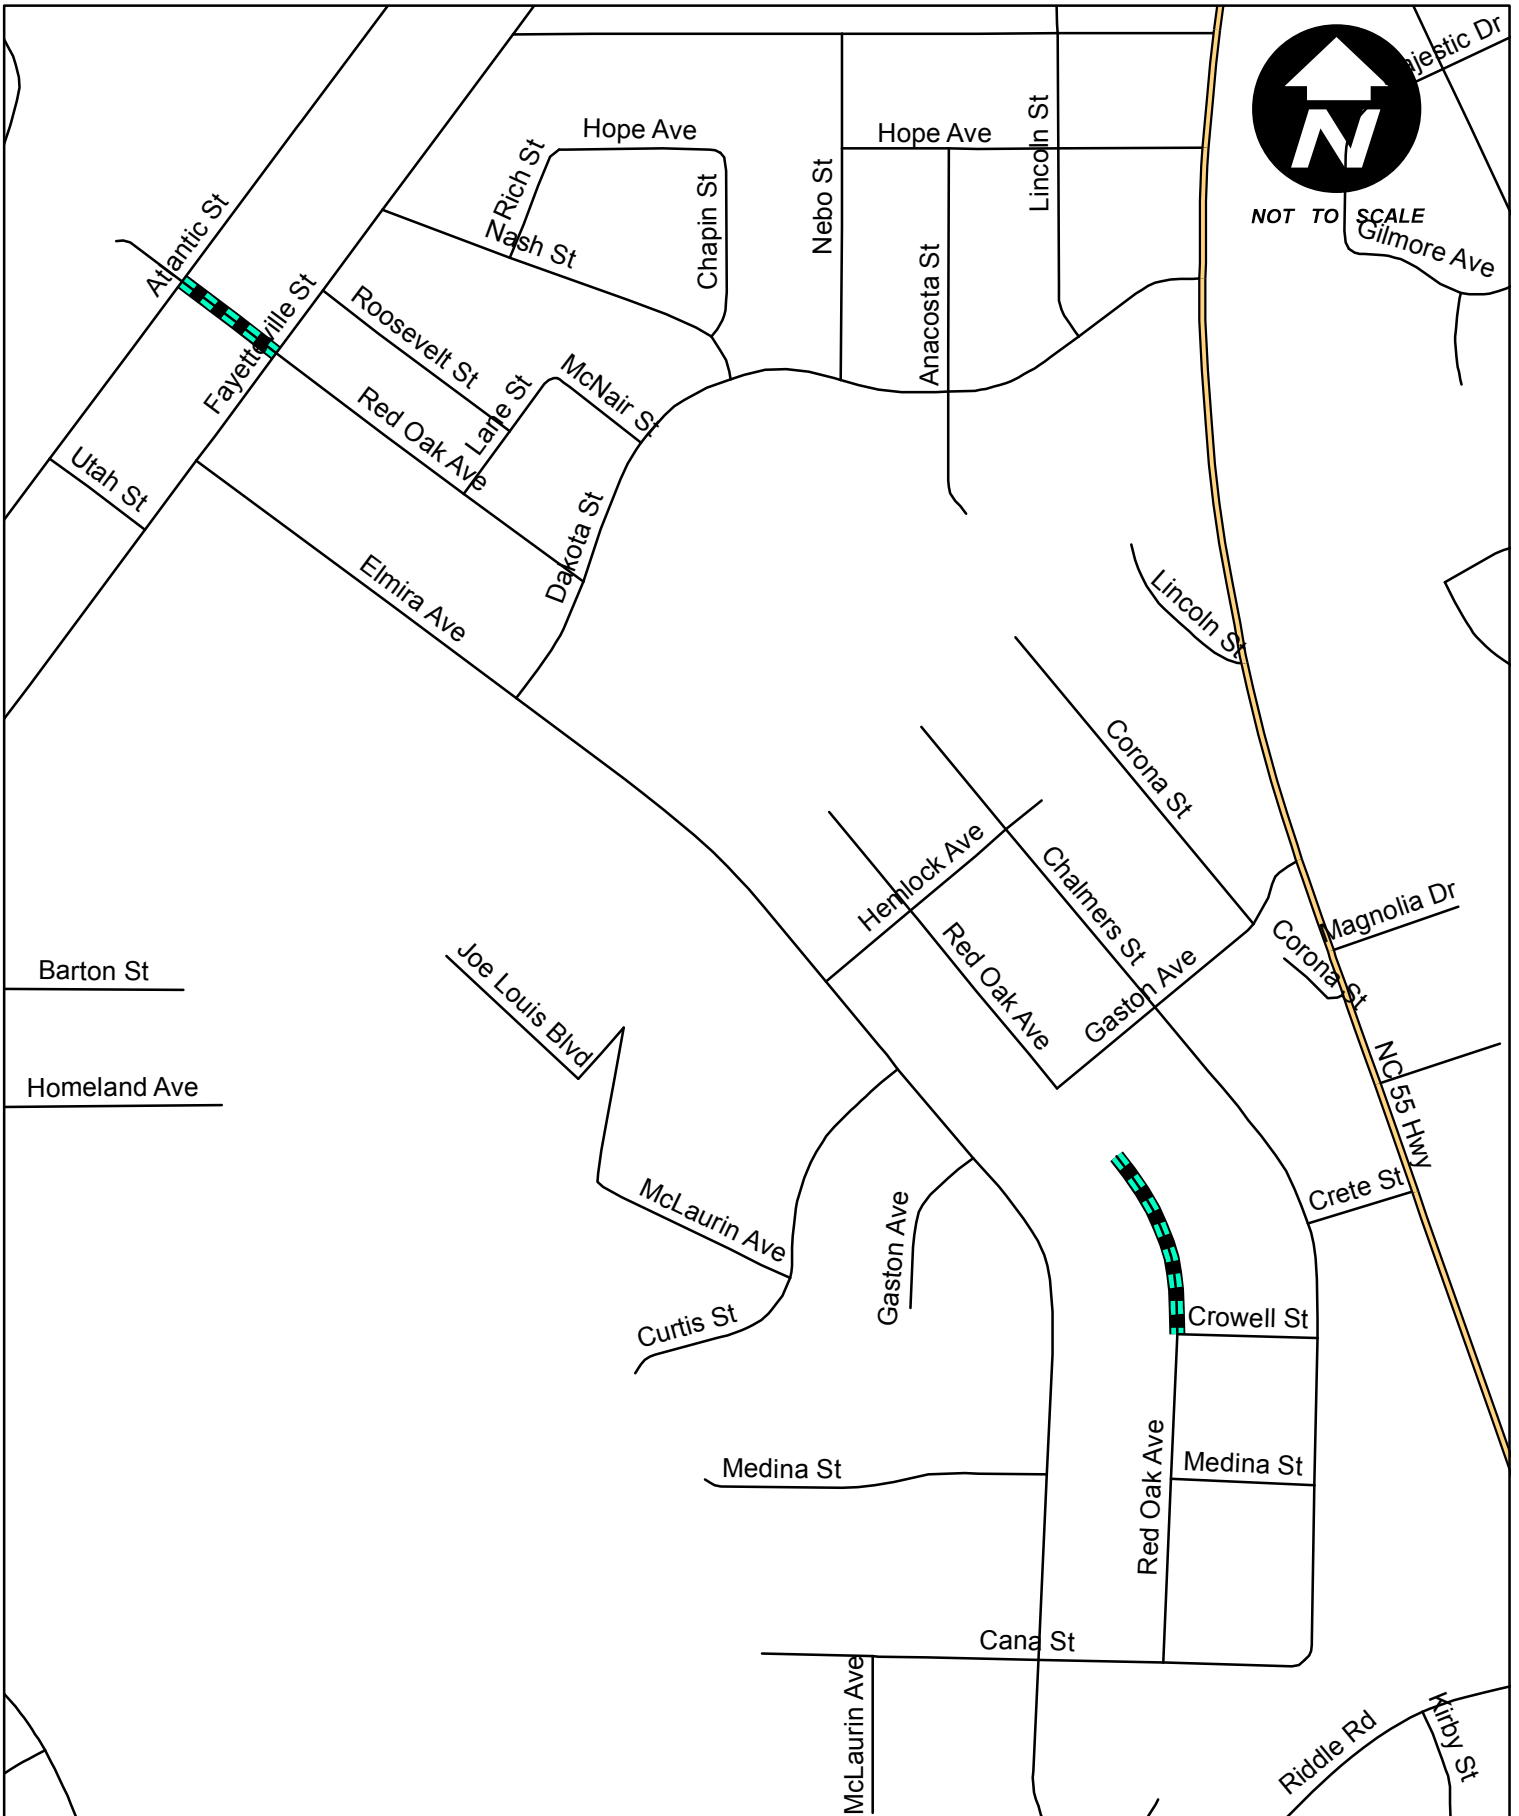 ajestic Dr
N
NOT TO SCALE
Gilmore Ave
Hope Ave
Hope Ave
Lincoln St
N Rich St
Nash St
Chapin St
Nebo St
Anacosta St
Atlantic St
Fayetteville St
Roosevelt St
McNair St
Lane St
Red Oak Ave
Utah St
Dakota St
Elmira Ave
Lincoln St
Corona St
Hemlock Ave
Chalmers St
Magnolia Dr
Corona St
Red Oak Ave
Gaston Ave
Barton St
Joe Louis Blvd
NC 55 Hwy
Homeland Ave
McLaurin Ave
Crete St
Gaston Ave
Curtis St
Crowell St
Medina St
Medina St
Red Oak Ave
Cana St
McLaurin Ave
Riddle Rd
Kirby St